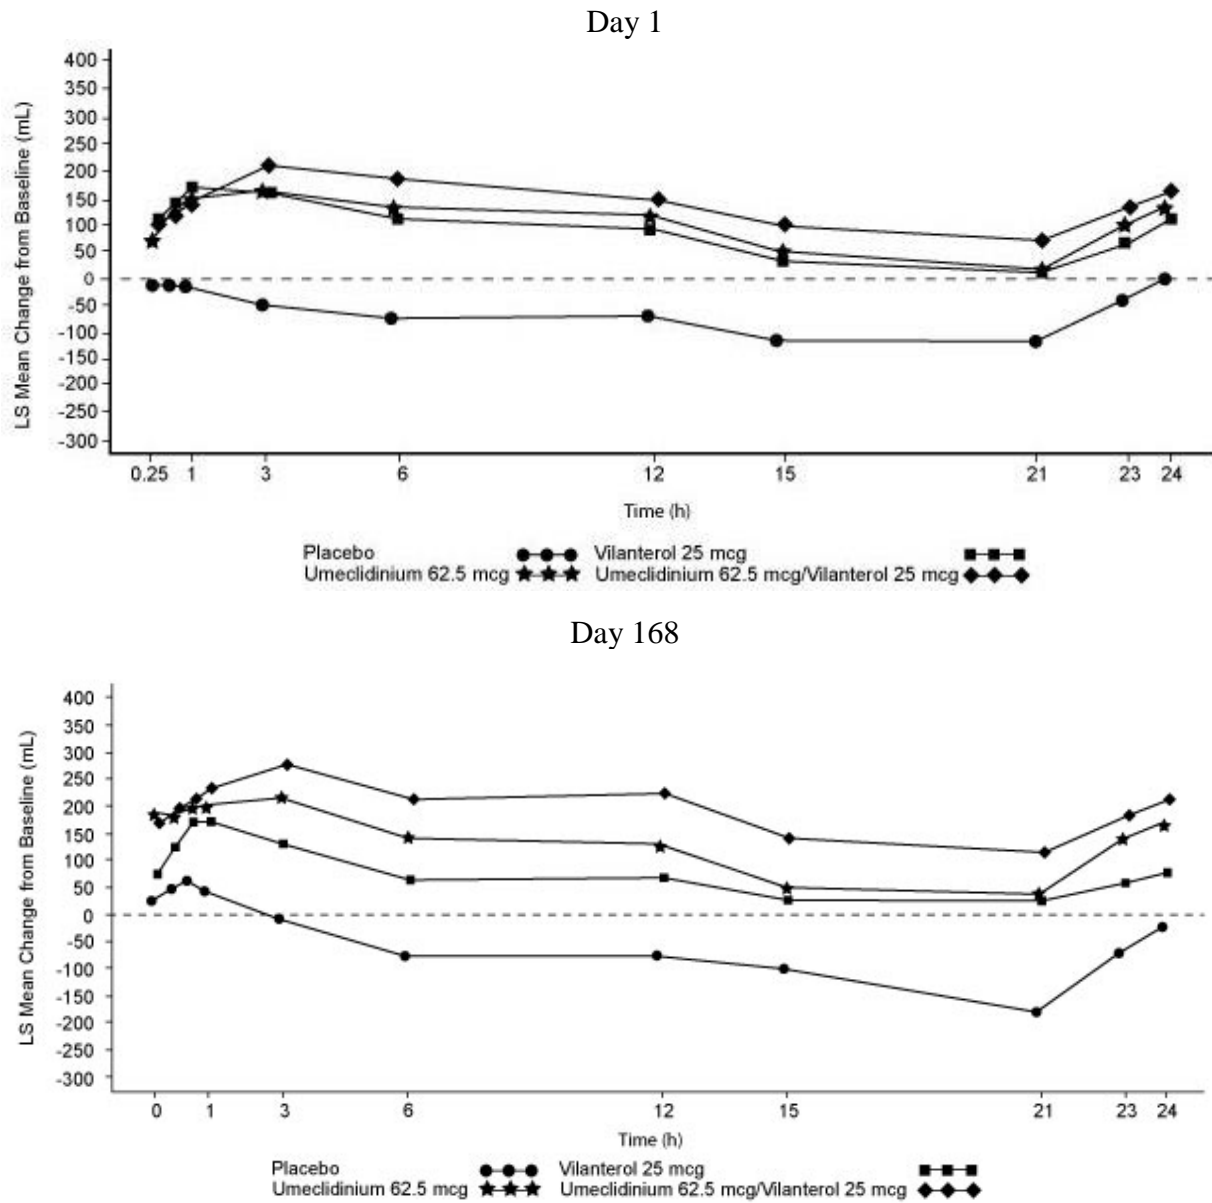 Day 1
LS Mean Change from Baseline (mL)
400
350
300
250
200
150
100
50
0
-50
-100
-150
-200
-250
-300
0.25 1 3 6 12 15 21 23 24
Time (h)
Placebo Vilanterol 25 mcg
Umeclidinium 62.5 mcg Umeclidinium 62.5 mcg/Vilanterol 25 mcg
Day 168
LS Mean Change from Baseline (mL)
400
350
300
250
200
150
100
50
0
-50
-100
-150
-200
-250
-300
0 1 3 6 12 15 21 23 24
Time (h)
Placebo Vilanterol 25 mcg
Umeclidinium 62.5 mcg Umeclidinium 62.5 mcg/Vilanterol 25 mcg